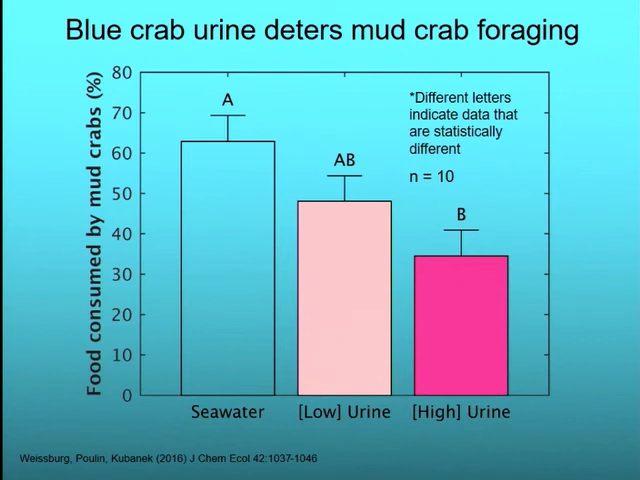 Blue crab urine deters mud crab foraging
Food consumed by mud crabs (%)
80
70
60
50
40
30
20
10
0
A
AB
B
*Different letters
indicate data that
are statistically
different
n = 10
Seawater
[Low] Urine
[High] Urine
Weissburg, Poulin, Kubanek (2016) J Chem Ecol 42:1037-1046